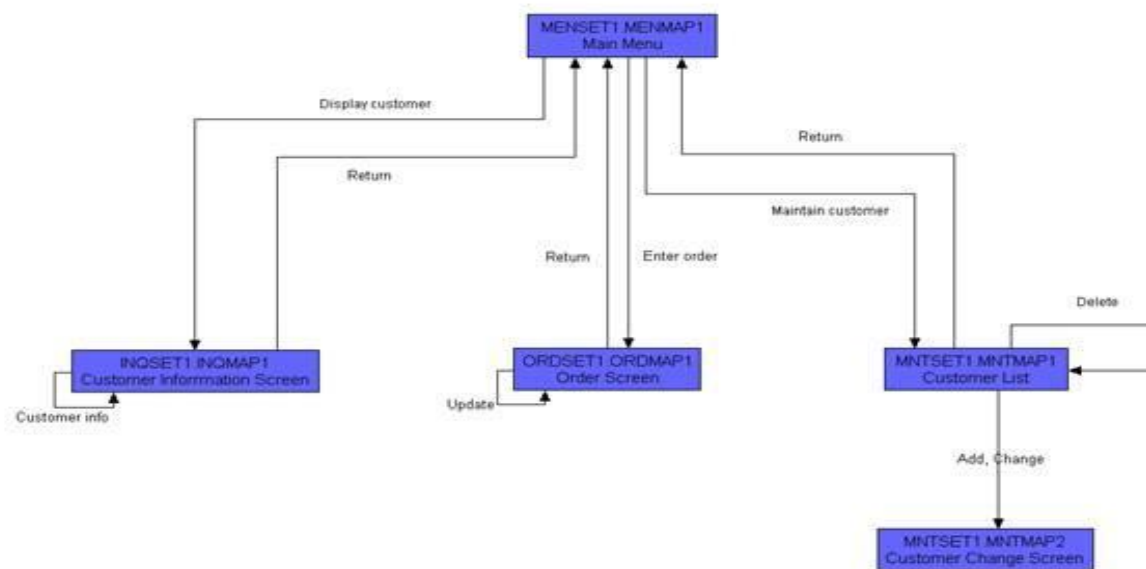 MENSET1.MENMAP1
Main Menu
Display customer
Return
Return
Maintain customer
Return
Enter order
Delete
INQSET1.INQMAP1
Customer Inforrmation Screen
ORDSET1.ORDMAP1
Order Screen
MNTSET1.MNTMAP1
Customer List
Customer info
Update
Add, Change
MNTSET1.MNTMAP2
Customer Change Screen